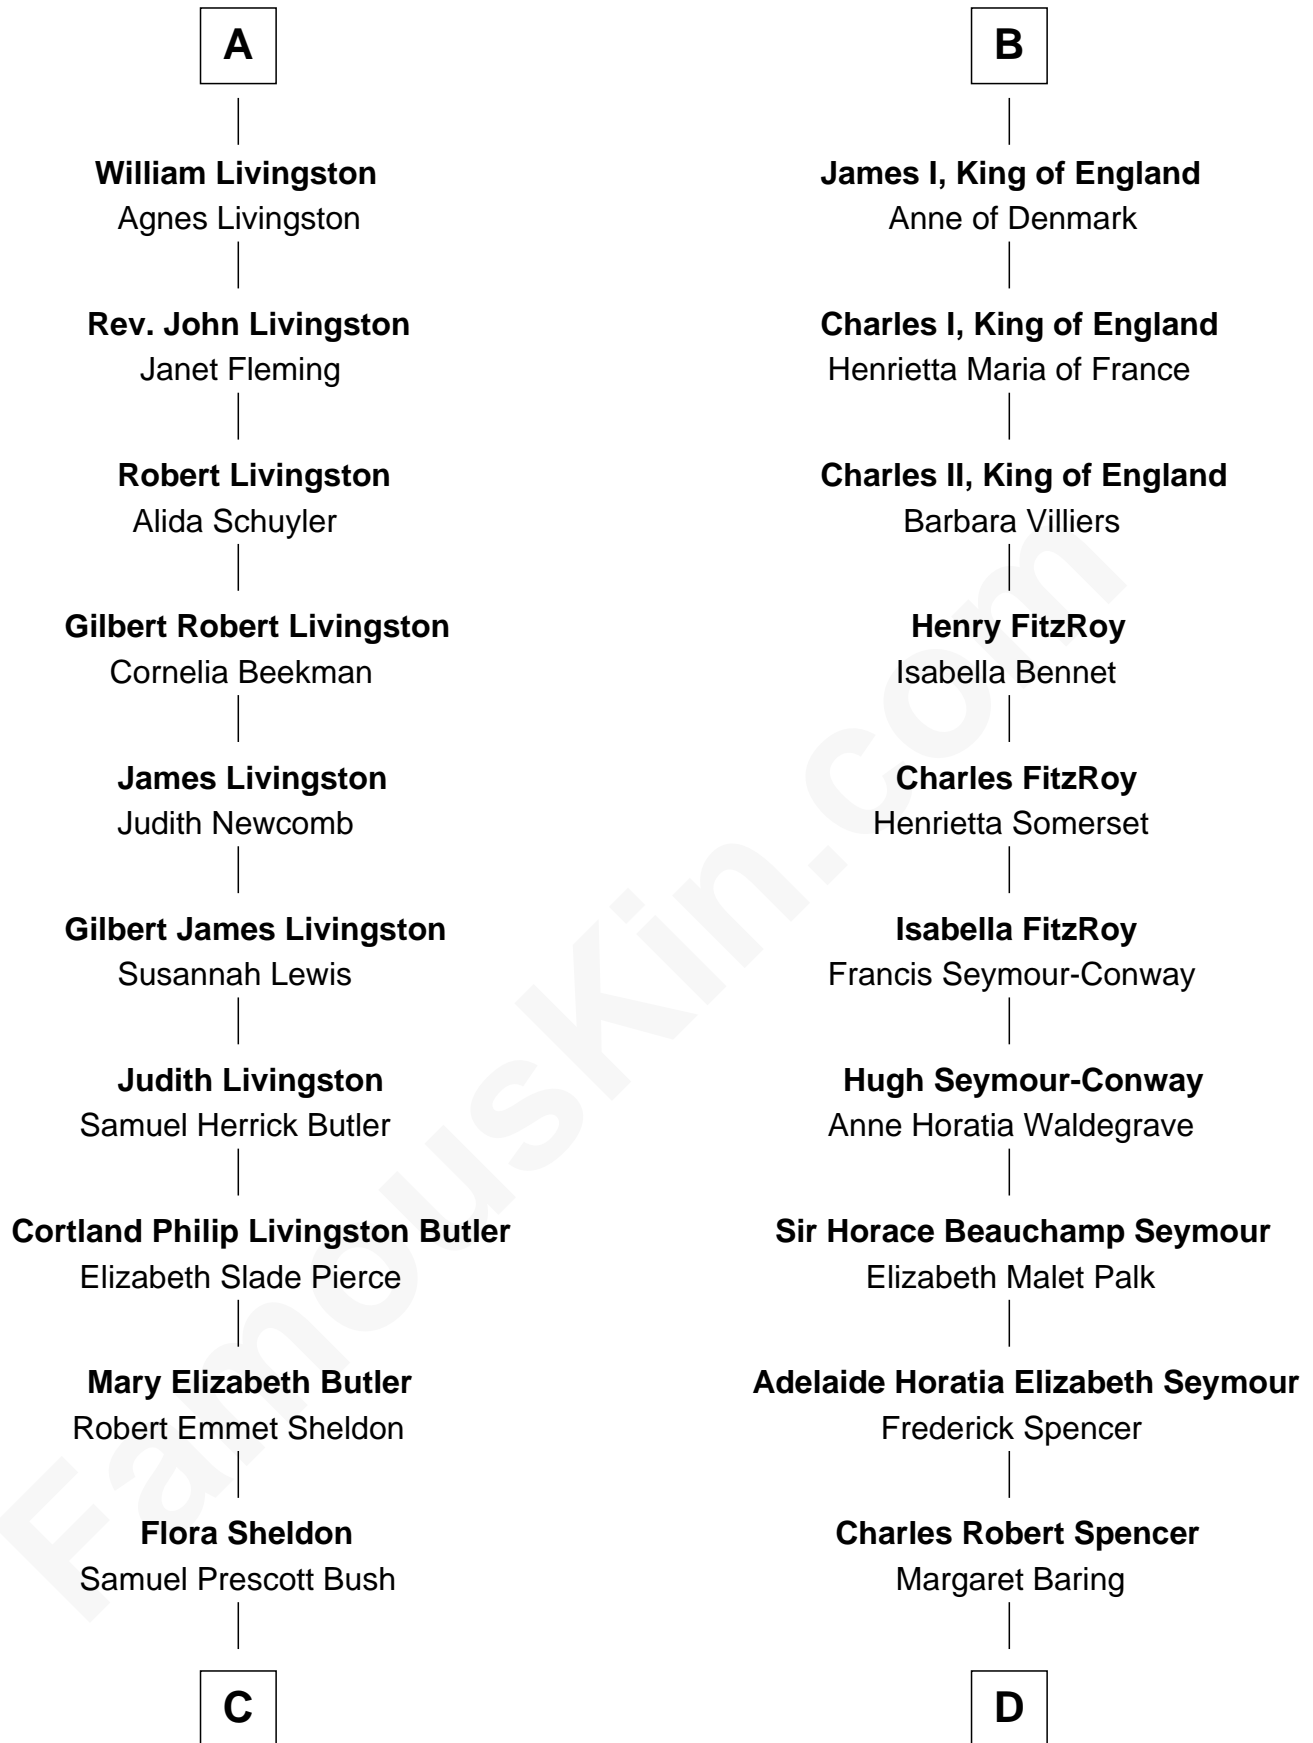 A
William Livingston
Agnes Livingston
Rev. John Livingston
Janet Fleming
Robert Livingston
Alida Schuyler
Gilbert Robert Livingston
Cornelia Beekman
James Livingston
Judith Newcomb
Gilbert James Livingston
Susannah Lewis
Judith Livingston
Samuel Herrick Butler
Cortland Philip Livingston Butler
Elizabeth Slade Pierce
Mary Elizabeth Butler
Robert Emmet Sheldon
Flora Sheldon
Samuel Prescott Bush
C
B
James I, King of England
Anne of Denmark
Charles I, King of England
Henrietta Maria of France
Charles II, King of England
Barbara Villiers
Henry FitzRoy
Isabella Bennet
Charles FitzRoy
Henrietta Somerset
Isabella FitzRoy
Francis Seymour-Conway
Hugh Seymour-Conway
Anne Horatia Waldegrave
Sir Horace Beauchamp Seymour
Elizabeth Malet Palk
Adelaide Horatia Elizabeth Seymour
Frederick Spencer
Charles Robert Spencer
Margaret Baring
D
FamousKin.com